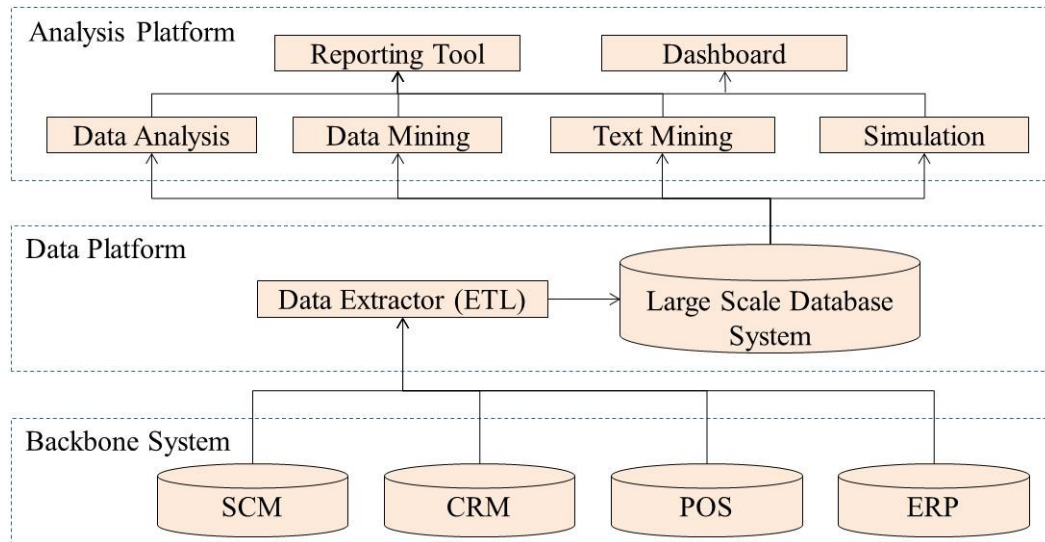 Analysis Platform
Reporting Tool
Dashboard
Data Analysis
Data Mining
Text Mining
Simulation
Data Platform
Data Extractor (ETL)
Large Scale Database
System
Backbone System
SCM
CRM
POS
ERP